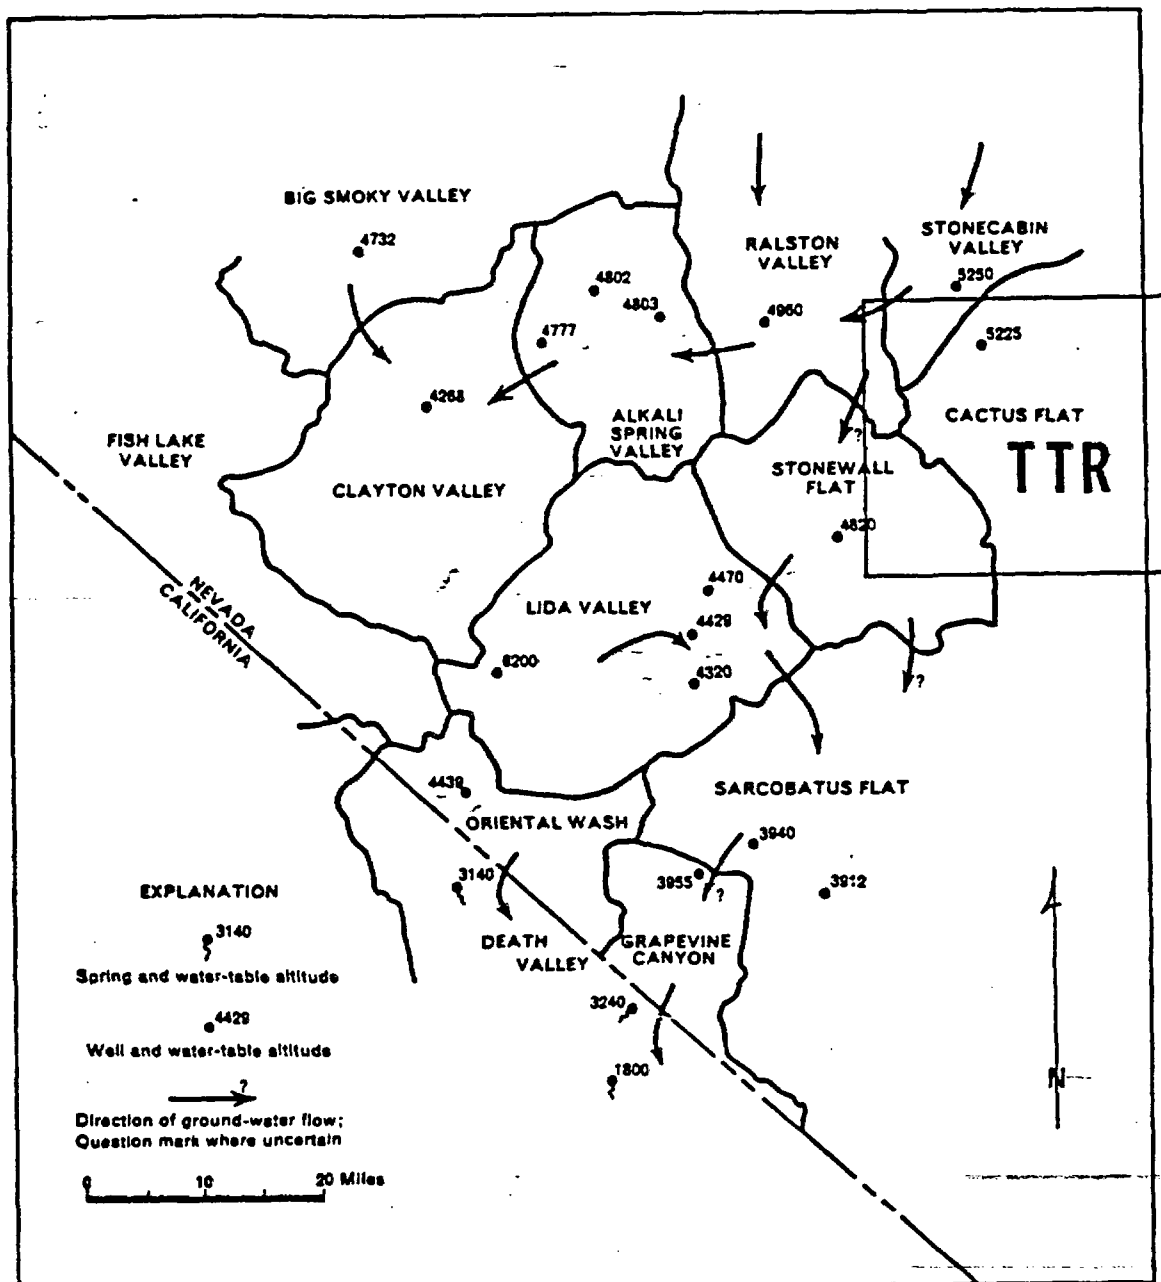 BIG SMOKY VALLEY
4732
STONECABIN
VALLEY
RALSTON
VALLEY
5250
4802
4803
4960
5225
4777
4268
CACTUS FLAT
TTR
ALKALI
SPRING
VALLEY
FISH LAKE
VALLEY
?
STONEWALL
FLAT
CLAYTON VALLEY
4820
NEVADA
CALIFORNIA
4470
LIDA VALLEY
4429
6200
4320
?
4439
SARCOBATUS FLAT
ORIENTAL WASH
3940
3140
3955
?
3912
EXPLANATION
3140
Spring and water-table altitude
4429
Well and water-table altitude
?
Direction of ground-water flow;
Question mark where uncertain
0 10 20 Miles
DEATH
VALLEY
GRAPEVINE
CANYON
3240
1800
N